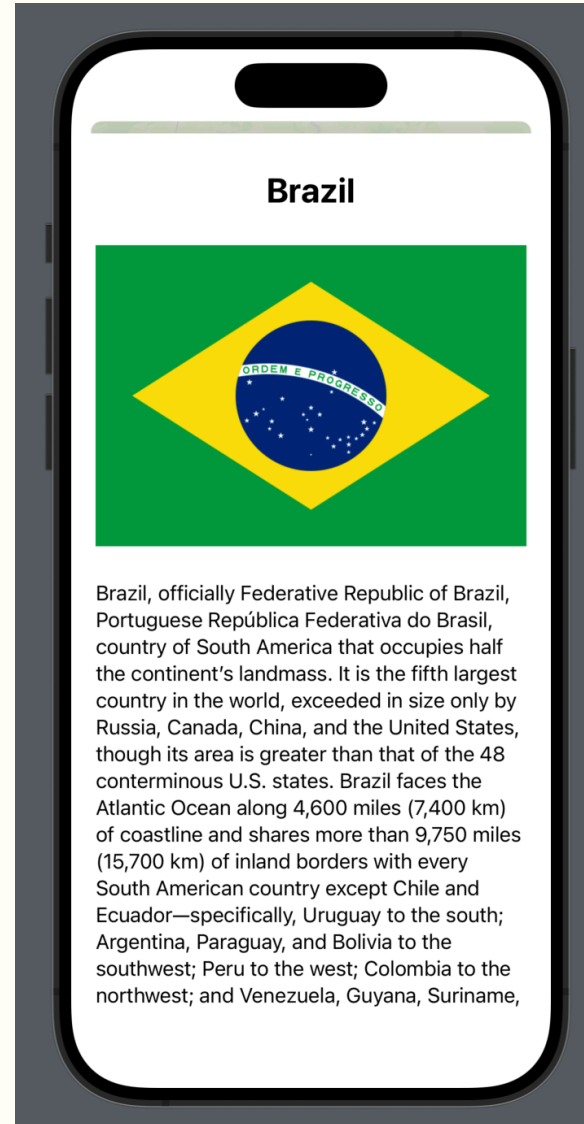 Brazil
ORDEM E PROGRESSO
Brazil, officially Federative Republic of Brazil,
Portuguese República Federativa do Brasil,
country of South America that occupies half
the continent’s landmass. It is the fifth largest
country in the world, exceeded in size only by
Russia, Canada, China, and the United States,
though its area is greater than that of the 48
conterminous U.S. states. Brazil faces the
Atlantic Ocean along 4,600 miles (7,400 km)
of coastline and shares more than 9,750 miles
(15,700 km) of inland borders with every
South American country except Chile and
Ecuador—specifically, Uruguay to the south;
Argentina, Paraguay, and Bolivia to the
southwest; Peru to the west; Colombia to the
northwest; and Venezuela, Guyana, Suriname,